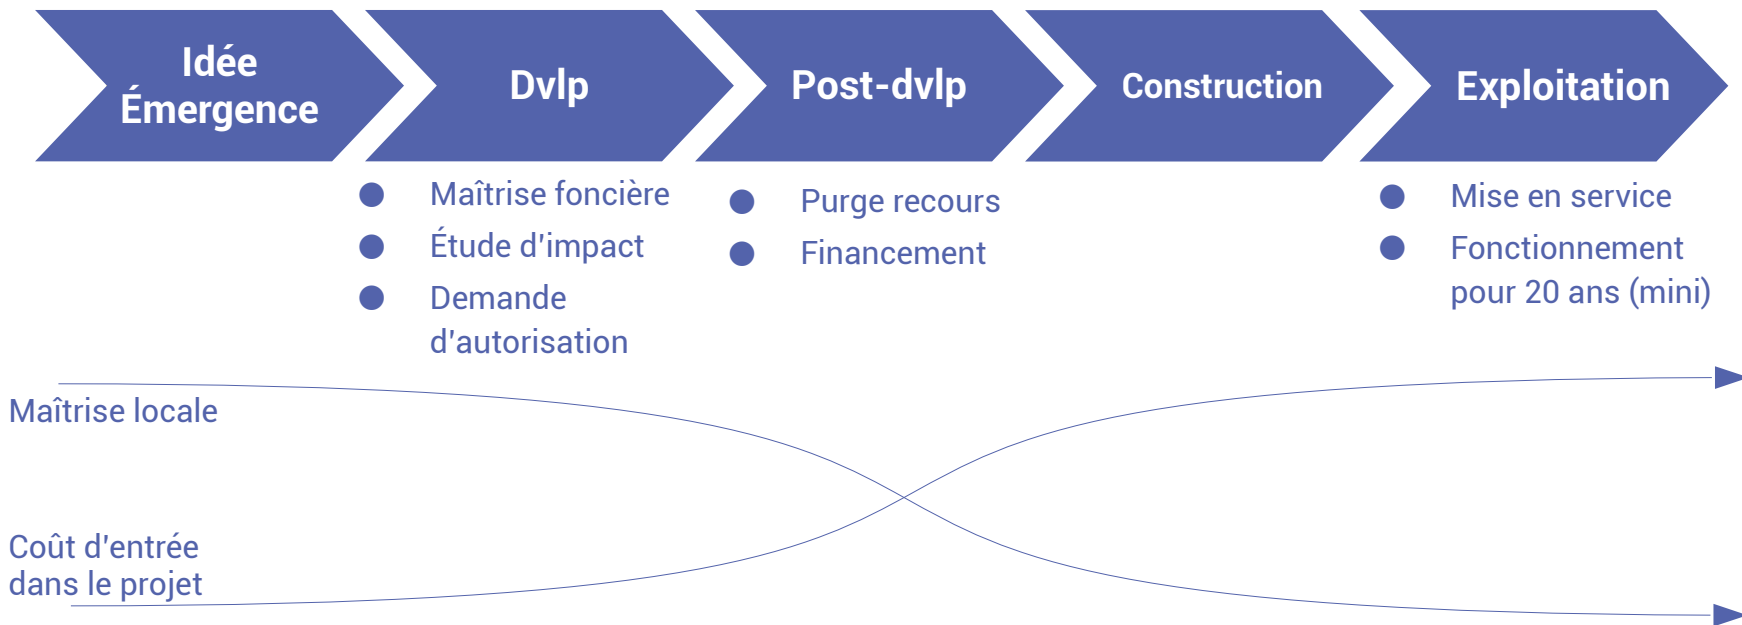 Idée
Émergence
Dvlp
Post-dvlp
Construction
Exploitation
Maîtrise foncière
Étude d'impact
Demande
d'autorisation
Purge recours
Financement
Mise en service
Fonctionnement
pour 20 ans (mini)
Maîtrise locale
Coût d'entrée
dans le projet